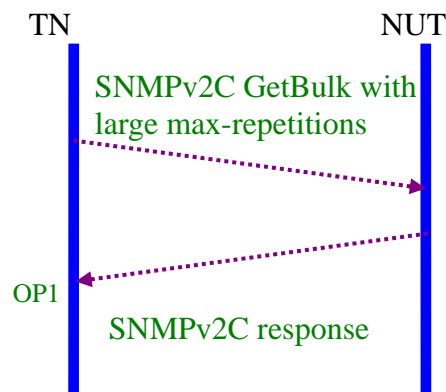 TN
NUT
SNMPv2C GetBulk with
large max-repetitions
OP1
SNMPv2C response